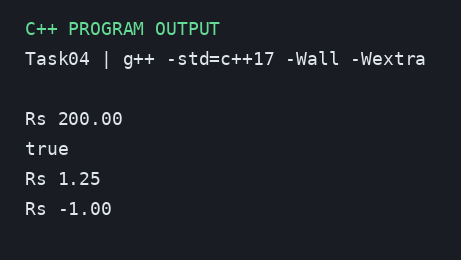 C++ PROGRAM OUTPUT
Task04 | g++ -std=c++17 -Wall -Wextra
Rs 200.00
true
Rs 1.25
Rs -1.00